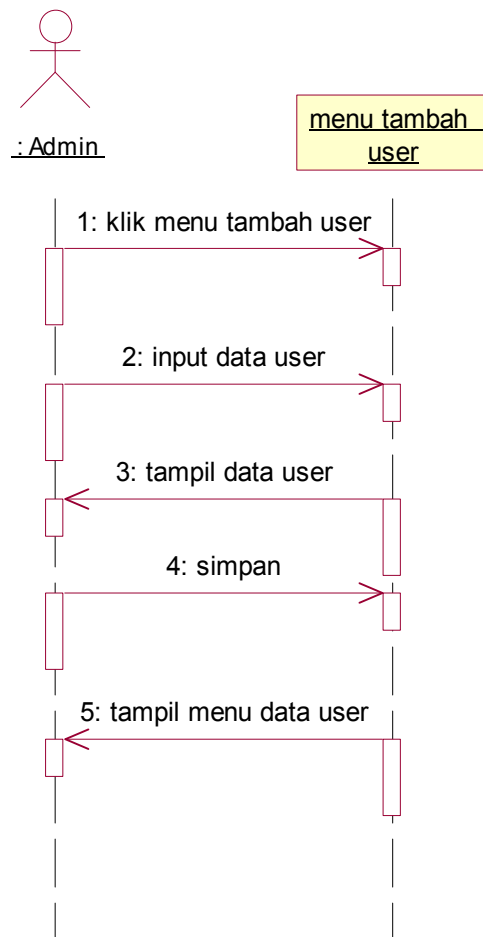 : Admin
menu tambah
user
1: klik menu tambah user
2: input data user
3: tampil data user
4: simpan
5: tampil menu data user